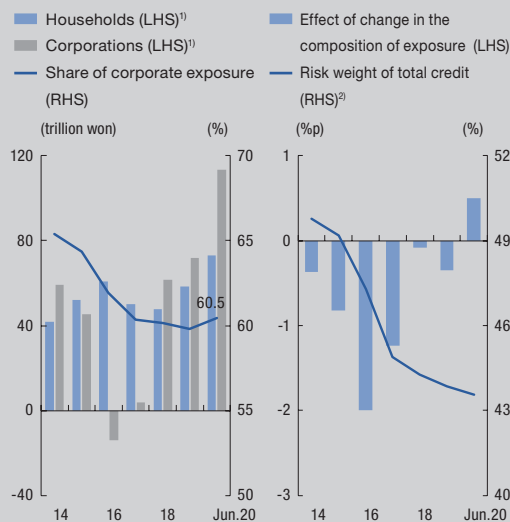 Households (LHS)¹⁾
Corporations (LHS)¹⁾
Share of corporate exposure
(RHS)
(trillion won) (%)
120 70
80 65
40 60
0 55
-40 50
60.5
14 16 18 Jun.20
Effect of change in the
composition of exposure (LHS)
Risk weight of total credit
(RHS)²⁾
(%p) (%)
1 52
0 49
-1 46
-2 43
-3 40
14 16 18 Jun.20